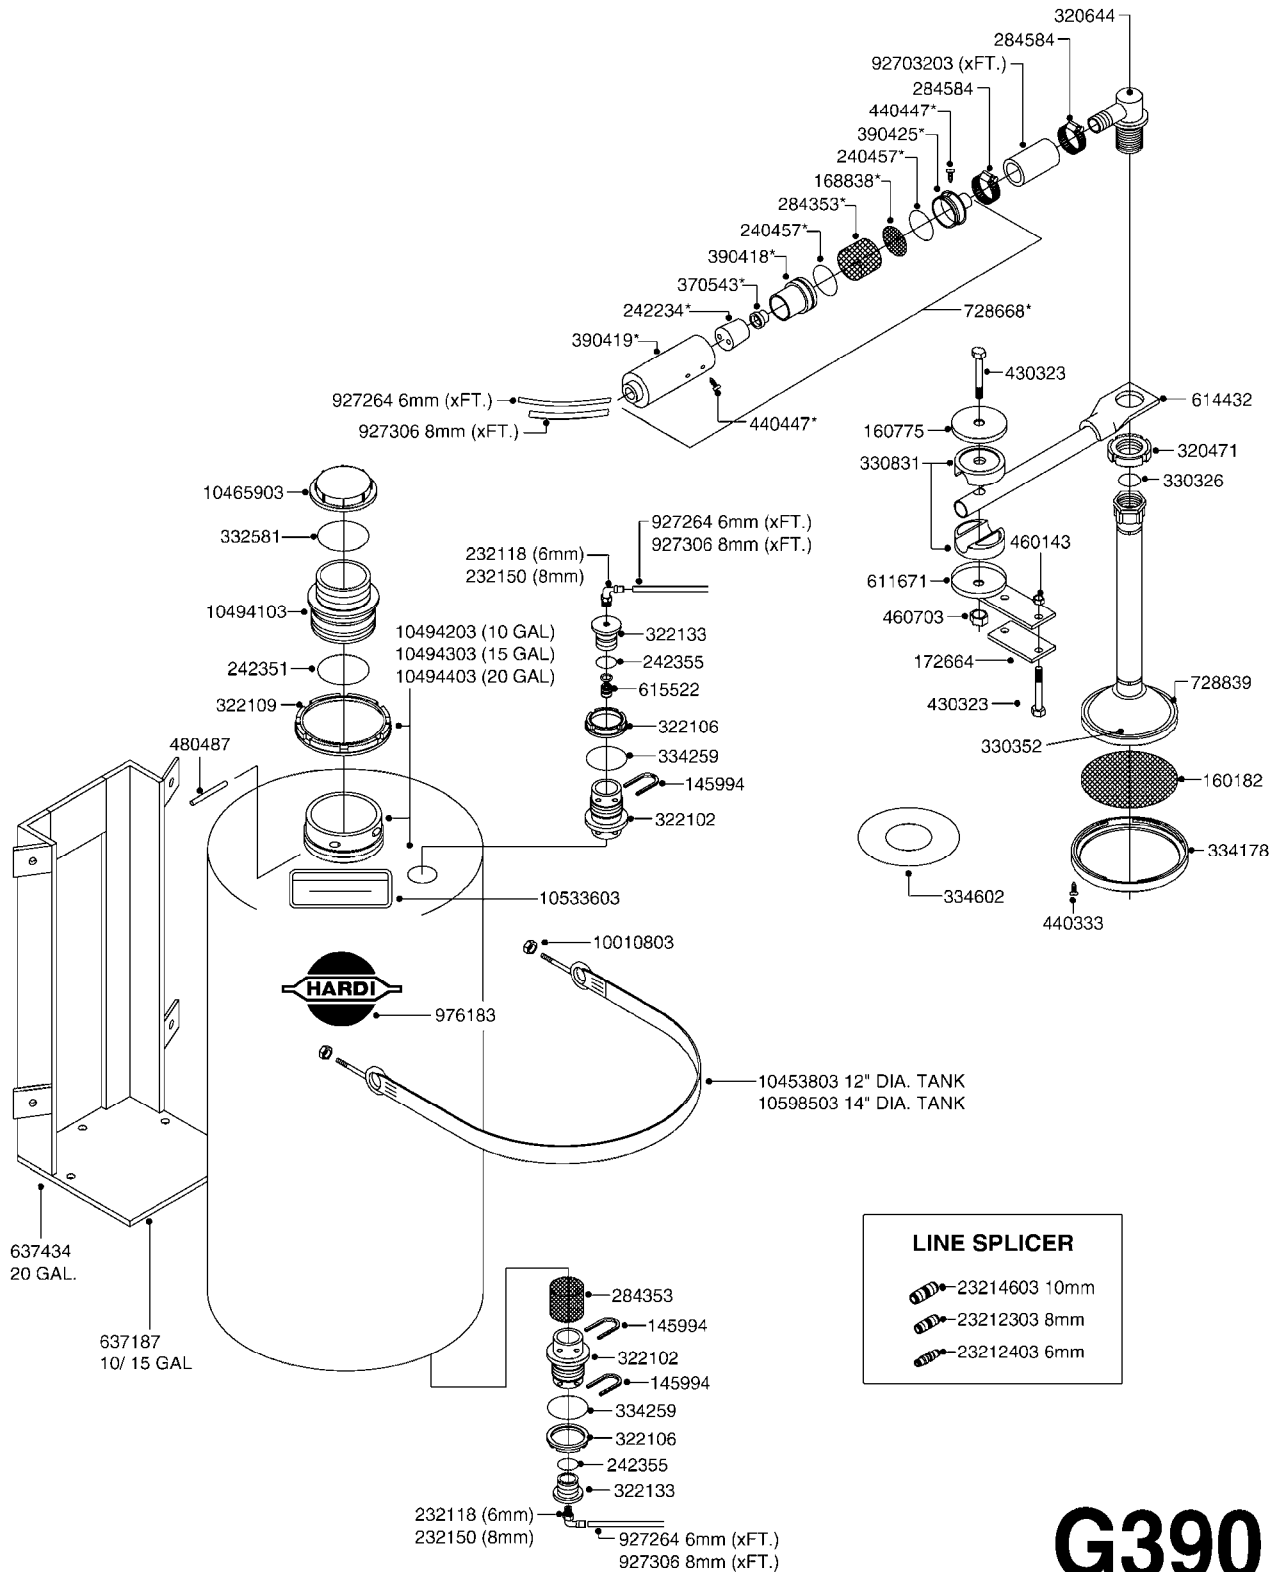 320644
284584
92703203 (xFT.)
284584
440447*
390425*
240457*
168838*
284353*
240457*
390418*
370543*
242234*
390419*
728668*
430323
927264 6mm (xFT.)
927306 8mm (xFT.)
440447*
160775
614432
330831
320471
330326
10465903
332581
927264 6mm (xFT.)
927306 8mm (xFT.)
232118 (6mm)
232150 (8mm)
460143
611671
10494103
460703
10494203 (10 GAL)
10494303 (15 GAL)
10494403 (20 GAL)
322133
242355
172664
242351
615522
728839
322109
430323
322106
330352
480487
334259
145994
160182
322102
334178
10533603
334602
440333
10010803
HARDI
976183
10453803 12" DIA. TANK
10598503 14" DIA. TANK
637434
20 GAL.
LINE SPLICER
23214603 10mm
23212303 8mm
23212403 6mm
284353
145994
637187
10/ 15 GAL
322102
145994
334259
322106
242355
322133
232118 (6mm)
232150 (8mm)
927264 6mm (xFT.)
927306 8mm (xFT.)
G390